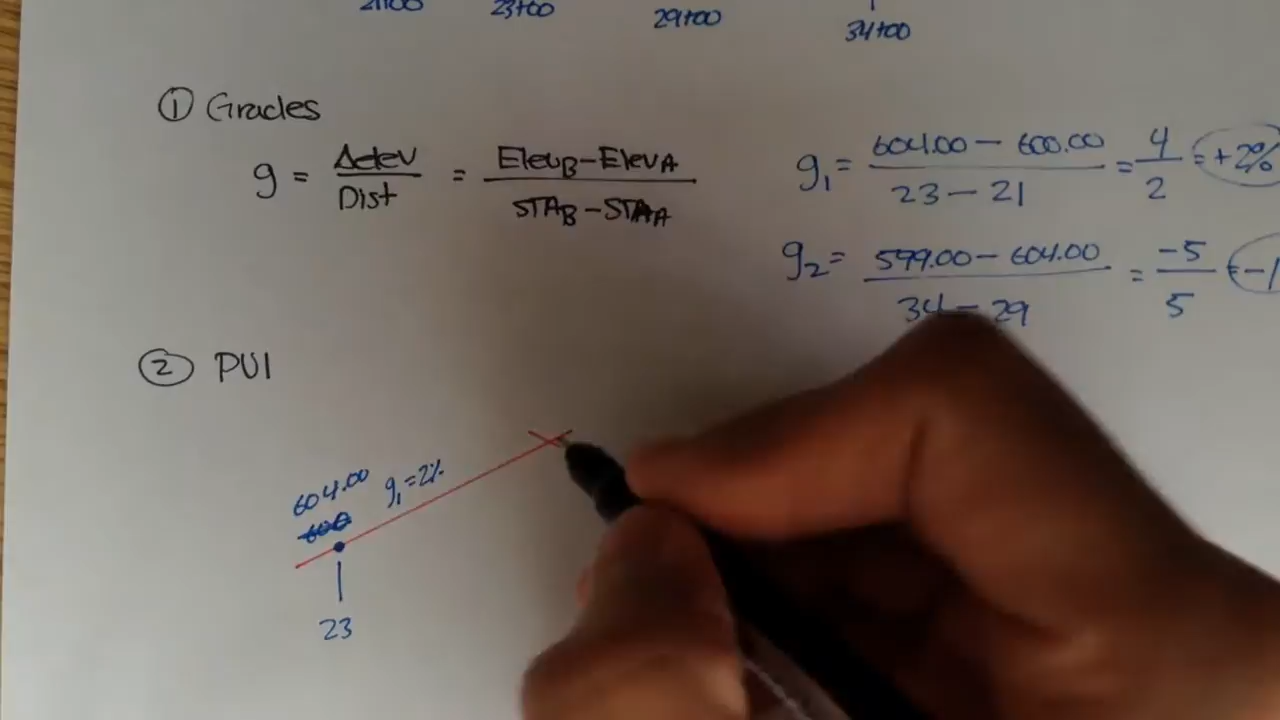 21+00 23+00 29+00 34+00
① Grades
g = Δelev / Dist = ElevB - ElevA / STAB - STAA
g1 = 604.00 - 600.00 / 23 - 21 = 4 / 2 = +2%
g2 = 599.00 - 604.00 / 34 - 29 = -5 / 5 = -1
② PVI
604.00 g1 = 2%
600
23